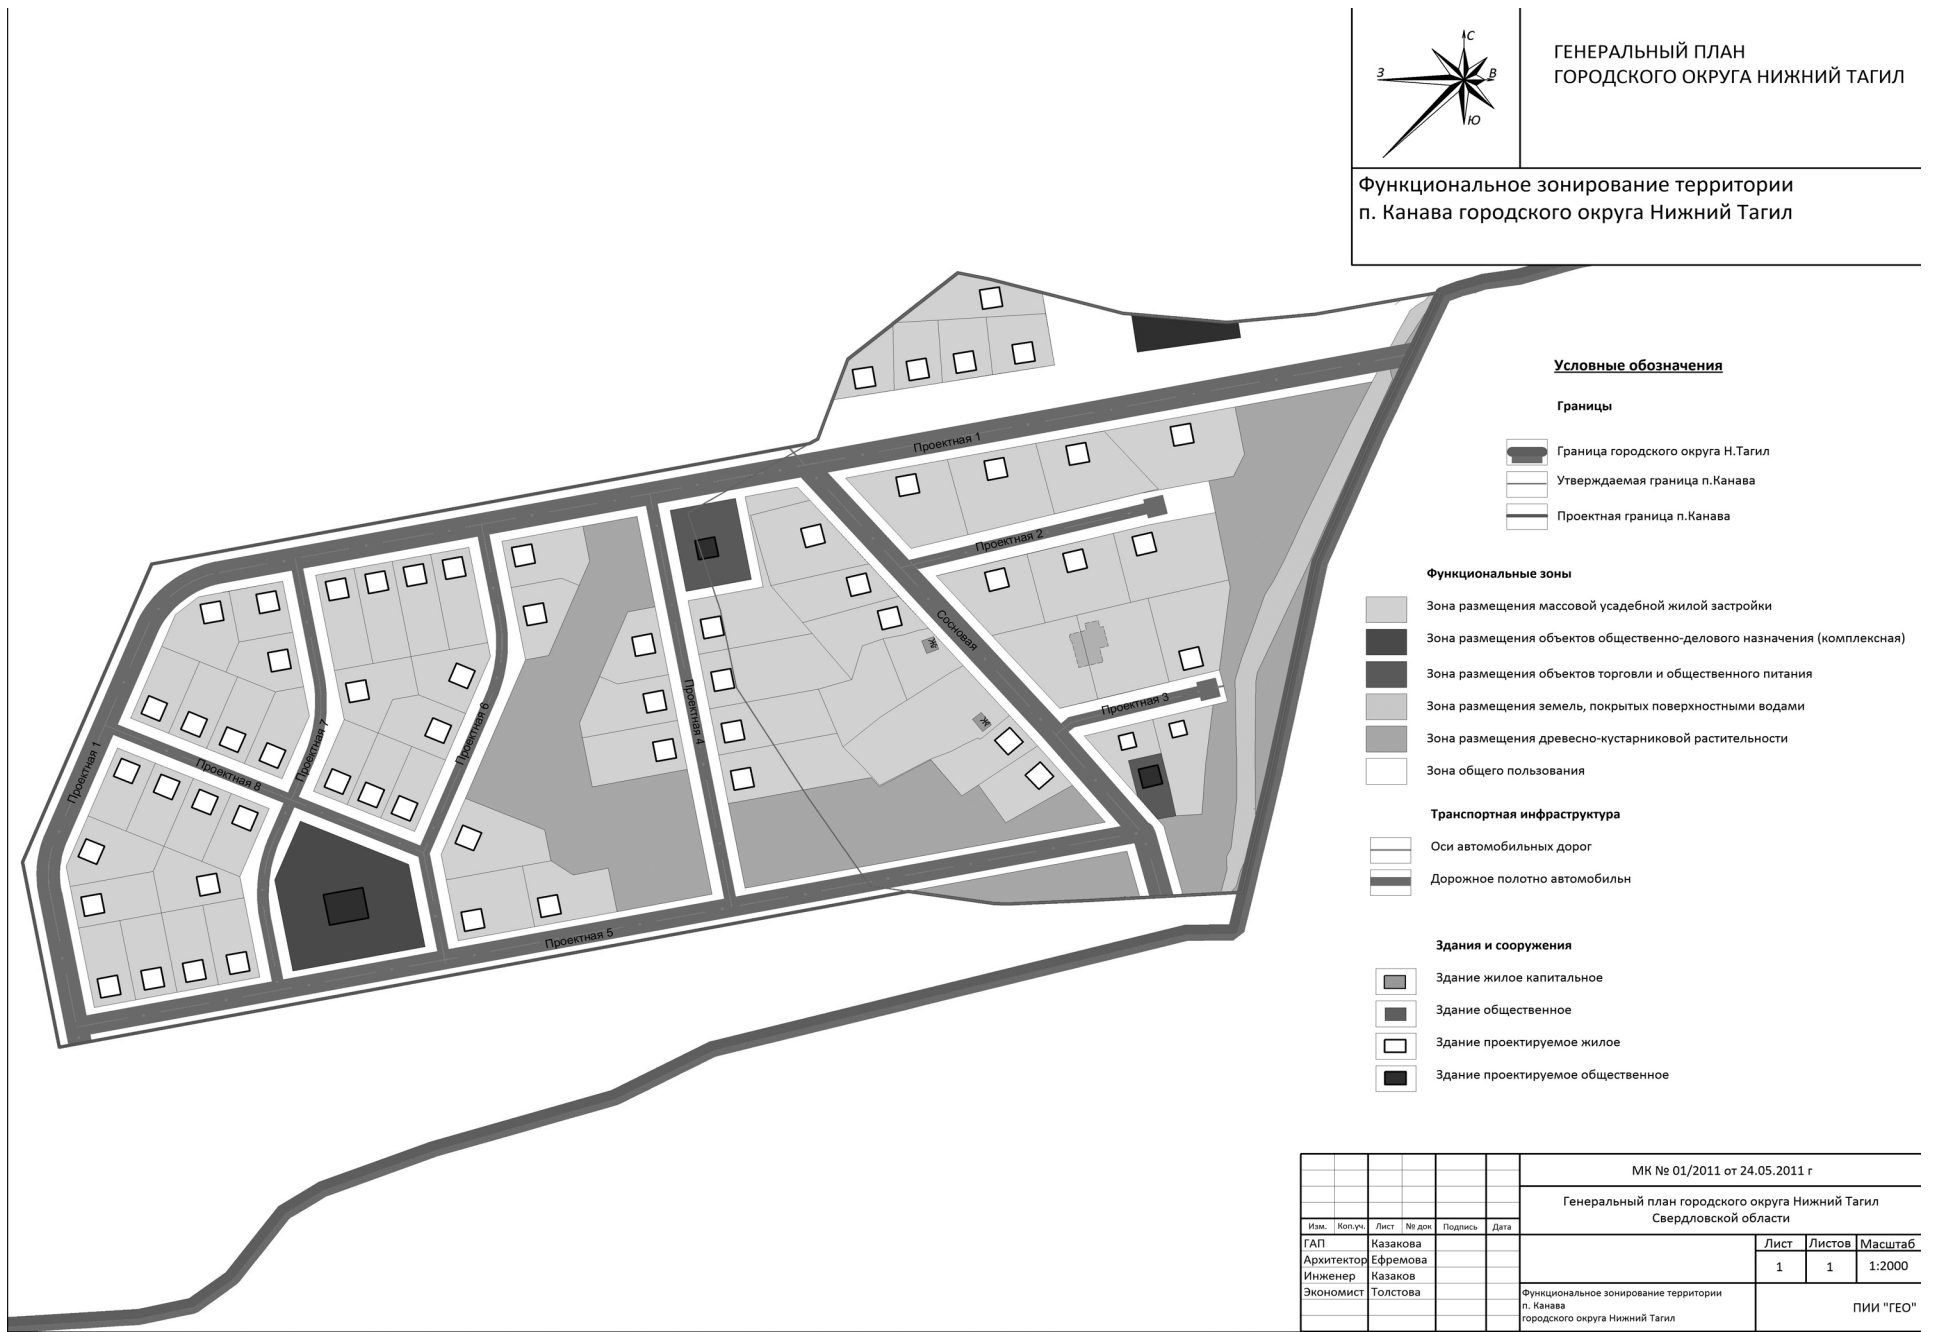 С
З
В
Ю
ГЕНЕРАЛЬНЫЙ ПЛАН
ГОРОДСКОГО ОКРУГА НИЖНИЙ ТАГИЛ
Функциональное зонирование территории
п. Канава городского округа Нижний Тагил
Условные обозначения
Границы
Граница городского округа Н.Тагил
Утверждаемая граница п.Канава
Проектная граница п.Канава
Функциональные зоны
Зона размещения массовой усадебной жилой застройки
Зона размещения объектов общественно-делового назначения (комплексная)
Зона размещения объектов торговли и общественного питания
Зона размещения земель, покрытых поверхностными водами
Зона размещения древесно-кустарниковой растительности
Зона общего пользования
Транспортная инфраструктура
Оси автомобильных дорог
Дорожное полотно автомобильн
Здания и сооружения
Здание жилое капитальное
Здание общественное
Здание проектируемое жилое
Здание проектируемое общественное
Проектная 1
Проектная 2
Сосновая
Ж
Ж
Проектная 3
Проектная 4
Проектная 6
Проектная 7
Проектная 1
Проектная 8
Проектная 5
МК № 01/2011 от 24.05.2011 г
Генеральный план городского округа Нижний Тагил
Свердловской области
Изм. Коп.уч. Лист № док Подпись Дата
ГАП Казакова
Архитектор Ефремова
Инженер Казаков
Экономист Толстова
Лист Листов Масштаб
1 1 1:2000
Функциональное зонирование территории
п. Канава
городского округа Нижний Тагил
ПИИ "ГЕО"